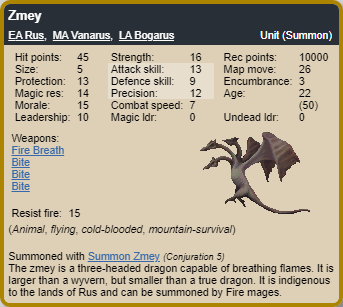 Zmey
EA Rus, MA Vanarus, LA Bogarus Unit (Summon)
Hit points: 45 Strength: 16 Rec points: 10000
Size: 5 Attack skill: 13 Map move: 26
Protection: 13 Defence skill: 9 Encumbrance: 3
Magic res: 14 Precision: 12 Age: 22
Morale: 15 Combat speed: 7 (50)
Leadership: 10 Magic ldr: 0 Undead ldr: 0
Weapons:
Fire Breath
Bite
Bite
Bite
Resist fire: 15
(Animal, flying, cold-blooded, mountain-survival)
Summoned with Summon Zmey (Conjuration 5)
The zmey is a three-headed dragon capable of breathing flames. It is
larger than a wyvern, but smaller than a true dragon. It is indigenous
to the lands of Rus and can be summoned by Fire mages.